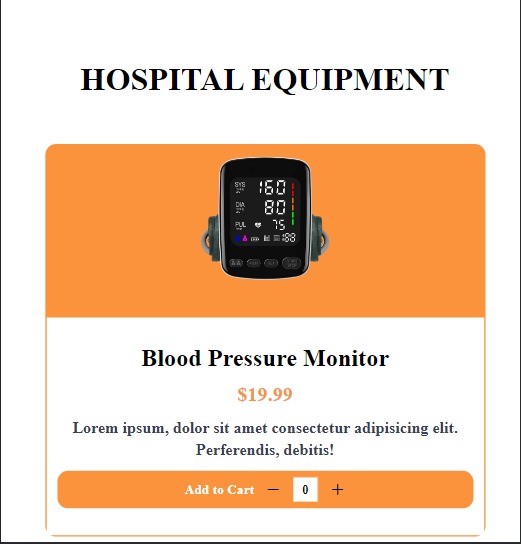 HOSPITAL EQUIPMENT
SYS
160
DIA
80
PUL
75
88
Blood Pressure Monitor
$19.99
Lorem ipsum, dolor sit amet consectetur adipisicing elit.
Perferendis, debitis!
Add to Cart — 0 +